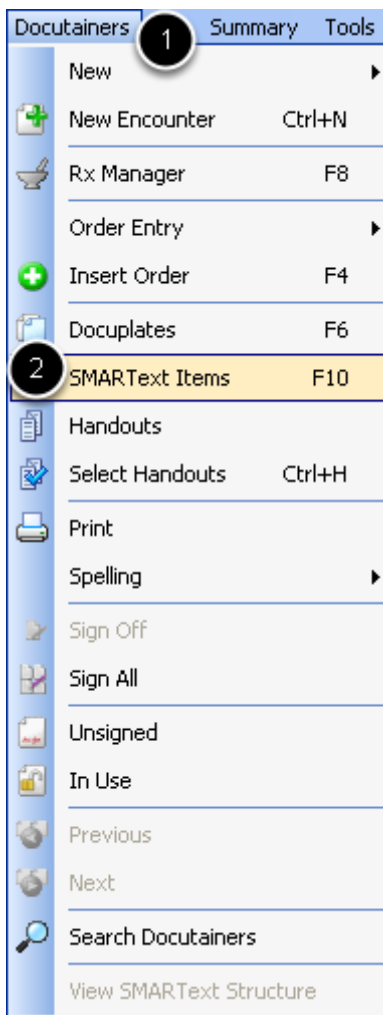 Docutainers 1 Summary Tools
New
New Encounter Ctrl+N
Rx Manager F8
Order Entry
Insert Order F4
Docuplates F6
2 SMARText Items F10
Handouts
Select Handouts Ctrl+H
Print
Spelling
Sign Off
Sign All
Unsigned
In Use
Previous
Next
Search Docutainers
View SMARText Structure